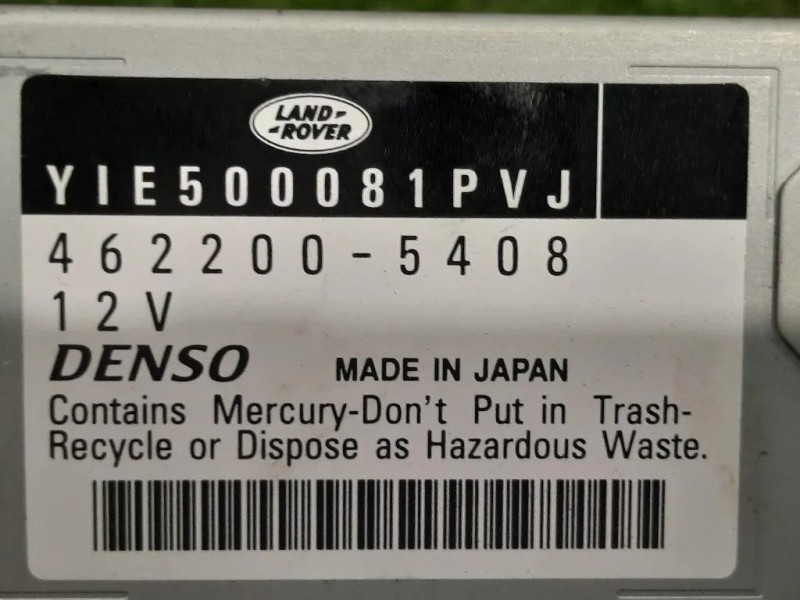 LAND-
-ROVER
YIE500081PVJ
462200-5408
12V
DENSO MADE IN JAPAN
Contains Mercury-Don't Put in Trash-
Recycle or Dispose as Hazardous Waste.